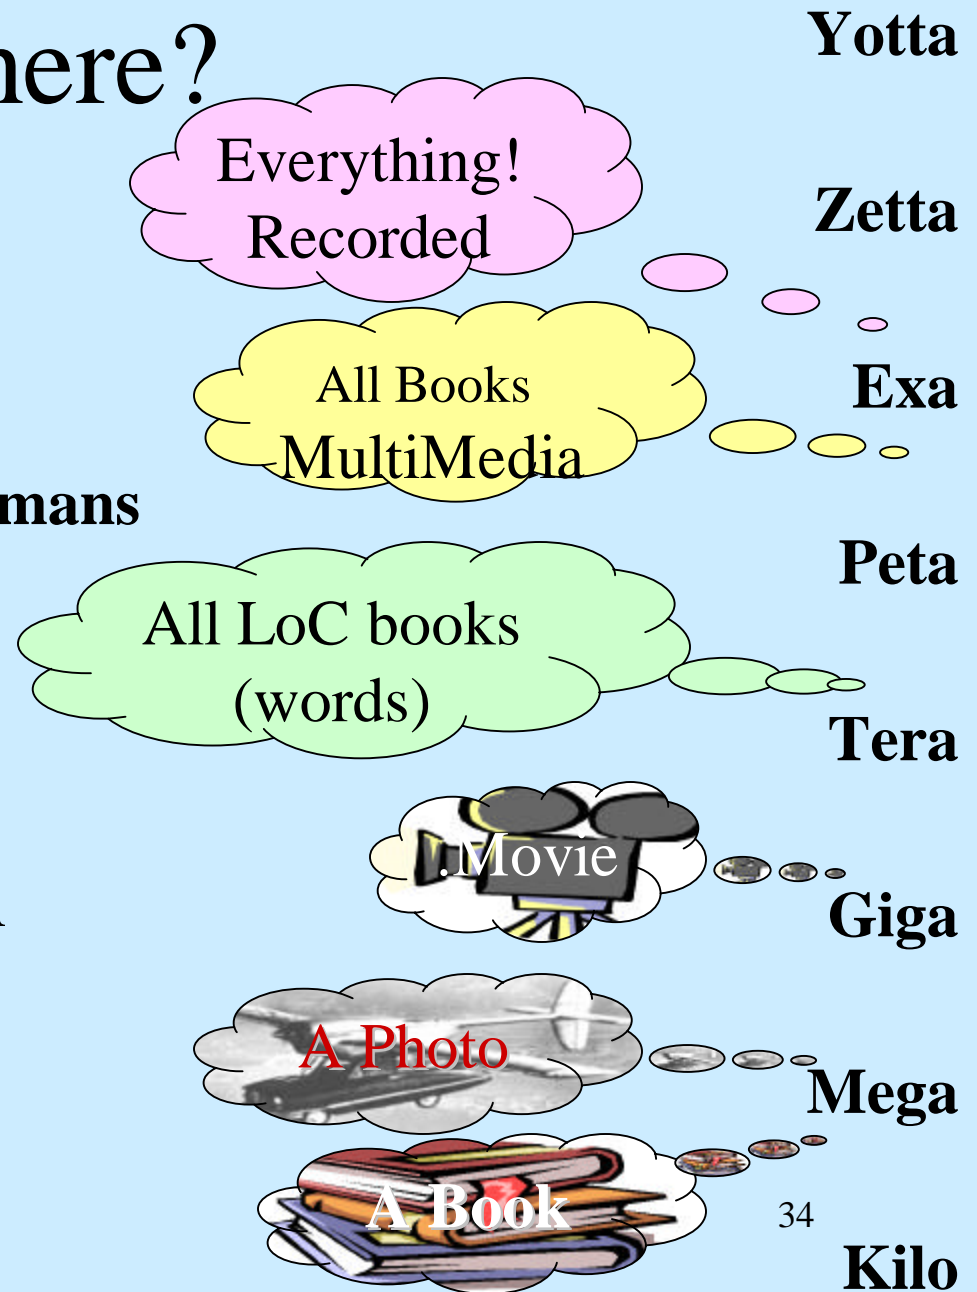 Yotta
here?
Everything!
Recorded
Zetta
All Books
MultiMedia
Exa
mans
Peta
All LoC books
(words)
Tera
.Movie
Giga
A Photo
Mega
A Book
34
Kilo